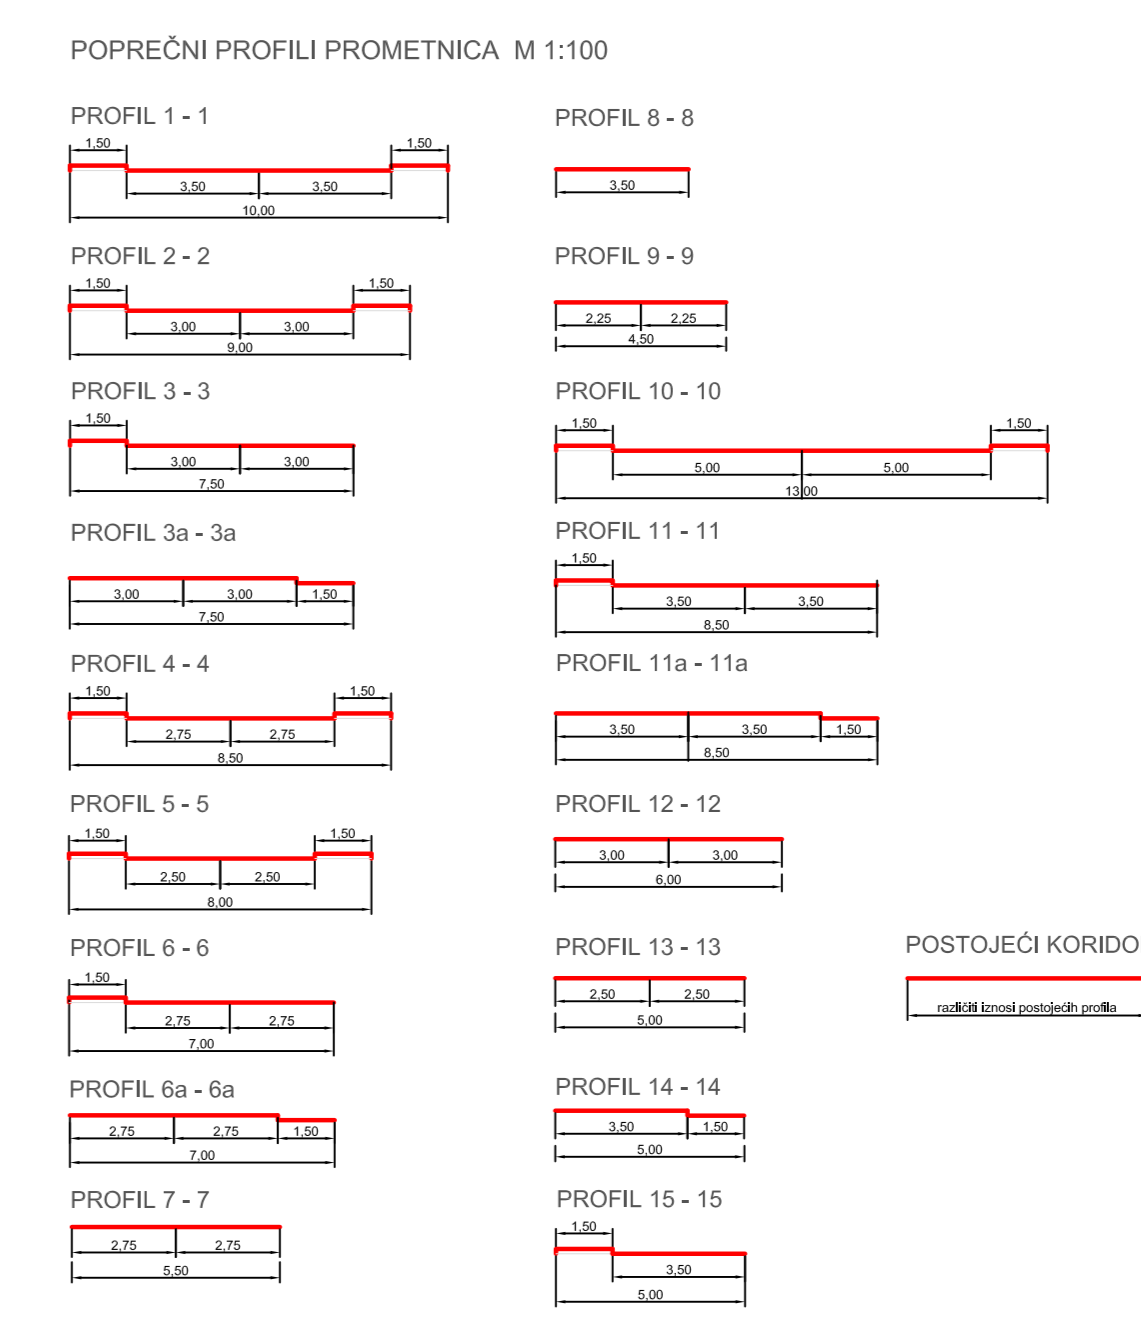 POPREČNI PROFILI PROMETNICA M 1:100
PROFIL 1 - 1
1,50 1,50
3,50 3,50
10,00
PROFIL 2 - 2
1,50 1,50
3,00 3,00
9,00
PROFIL 3 - 3
1,50
3,00 3,00
7,50
PROFIL 3a - 3a
3,00 3,00 1,50
7,50
PROFIL 4 - 4
1,50 1,50
2,75 2,75
8,50
PROFIL 5 - 5
1,50 1,50
2,50 2,50
8,00
PROFIL 6 - 6
1,50
2,75 2,75
7,00
PROFIL 6a - 6a
2,75 2,75 1,50
7,00
PROFIL 7 - 7
2,75 2,75
5,50
PROFIL 8 - 8
3,50
PROFIL 9 - 9
2,25 2,25
4,50
PROFIL 10 - 10
1,50 1,50
5,00 5,00
13,00
PROFIL 11 - 11
1,50
3,50 3,50
8,50
PROFIL 11a - 11a
3,50 3,50 1,50
8,50
PROFIL 12 - 12
3,00 3,00
6,00
PROFIL 13 - 13
2,50 2,50
5,00
PROFIL 14 - 14
3,50 1,50
5,00
PROFIL 15 - 15
1,50
3,50
5,00
POSTOJEĆI KORIDO
različiti iznosi postojećih profila